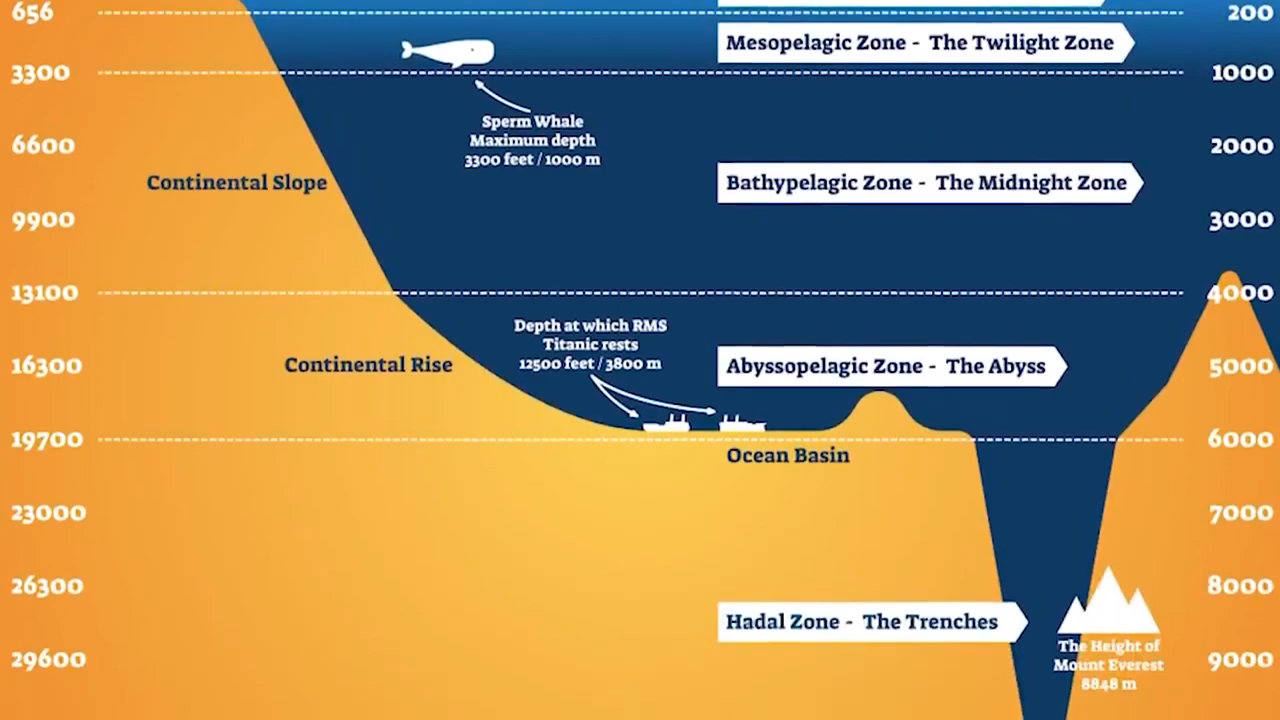 656
200
Mesopelagic Zone - The Twilight Zone
3300
1000
Sperm Whale
Maximum depth
3300 feet / 1000 m
6600
2000
Continental Slope
Bathypelagic Zone - The Midnight Zone
9900
3000
13100
4000
Depth at which RMS
Titanic rests
12500 feet / 3800 m
Continental Rise
16300
Abyssopelagic Zone - The Abyss
5000
19700
6000
Ocean Basin
23000
7000
26300
8000
Hadal Zone - The Trenches
The Height of
Mount Everest
8848 m
29600
9000